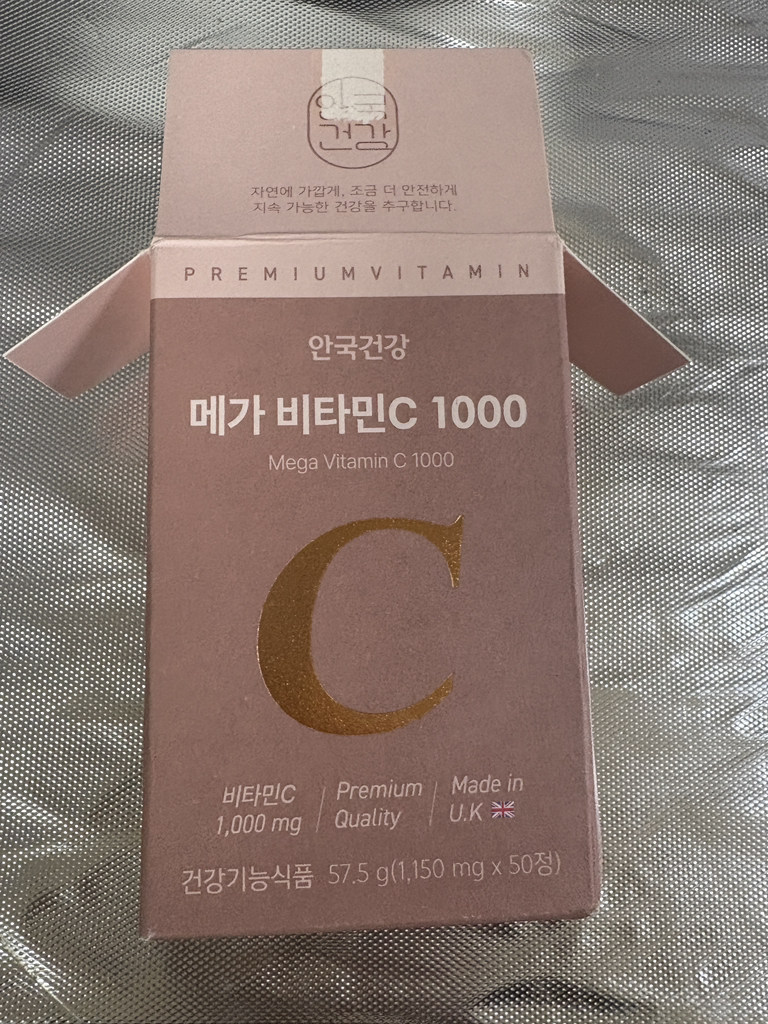 안국
건강
자연에 가깝게, 조금 더 안전하게
지속 가능한 건강을 추구합니다.
PREMIUMVITAMIN
안국건강
메가 비타민C 1000
Mega Vitamin C 1000
C
비타민C
1,000 mg
Premium
Quality
Made in
U.K 🇬🇧
건강기능식품 57.5 g(1,150 mg x 50정)